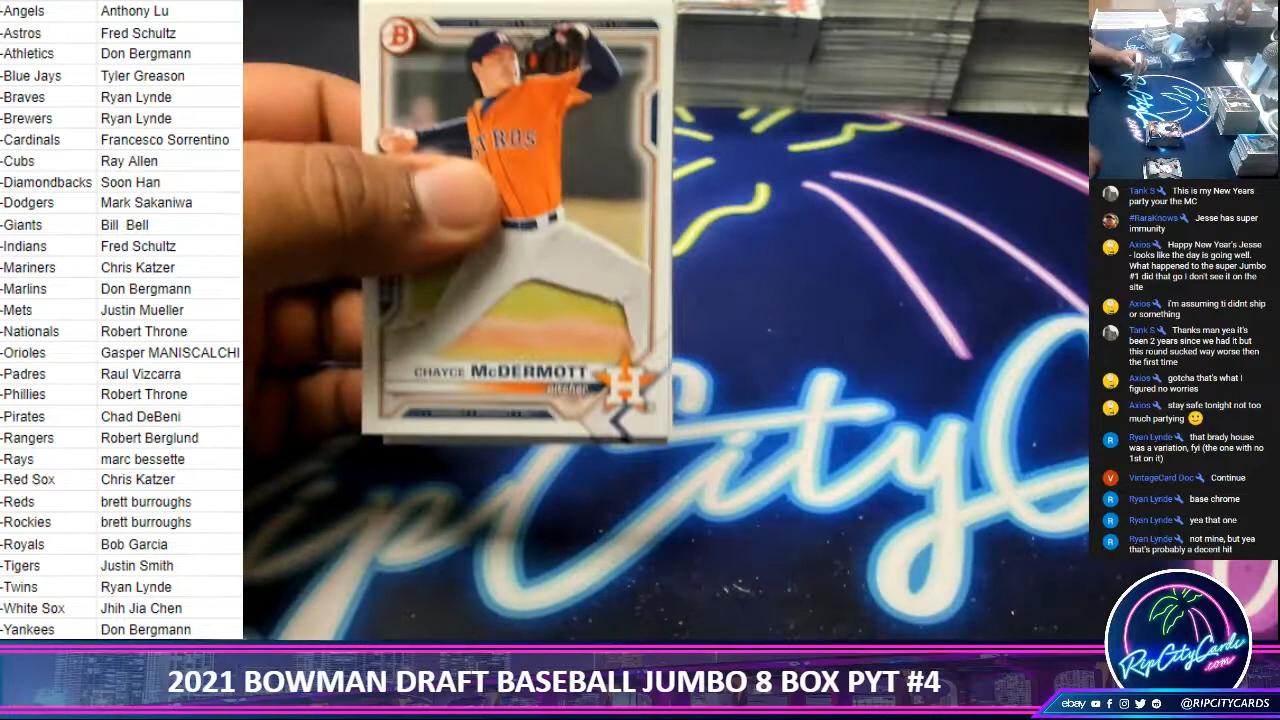 -Angels Anthony Lu
-Astros Fred Schultz
-Athletics Don Bergmann
-Blue Jays Tyler Greason
-Braves Ryan Lynde
-Brewers Ryan Lynde
-Cardinals Francesco Sorrentino
-Cubs Ray Allen
-Diamondbacks Soon Han
-Dodgers Mark Sakaniwa
-Giants Bill Bell
-Indians Fred Schultz
-Mariners Chris Katzer
-Marlins Don Bergmann
-Mets Justin Mueller
-Nationals Robert Throne
-Orioles Gasper MANISCALCHI
-Padres Raul Vizcarra
-Phillies Robert Throne
-Pirates Chad DeBeni
-Rangers Robert Berglund
-Rays marc bessette
-Red Sox Chris Katzer
-Reds brett burroughs
-Rockies brett burroughs
-Royals Bob Garcia
-Tigers Justin Smith
-Twins Ryan Lynde
-White Sox Jhih Jia Chen
-Yankees Don Bergmann
B
TROS
CHAYCE McDERMOTT
pitcher
H
City C
Tank S This is my New Years
party your the MC
#RaraKnows Jesse has super
immunity
Axios Happy New Year's Jesse
- looks like the day is going well.
What happened to the super Jumbo
#1 did that go I don't see it on the
site
Axios i'm assuming ti didnt ship
or something
Tank S Thanks man yea it's
been 2 years since we had it but
this round sucked way worse then
the first time
Axios gotcha that's what I
figured no worries
Axios stay safe tonight not too
much partying
Ryan Lynde that brady house
was a variation, fyi (the one with no
1st on it)
VintageCard Doc Continue
Ryan Lynde base chrome
Ryan Lynde yea that one
Ryan Lynde not mine, but yea
that's probably a decent hit
RipCityCards
.com
2021 BOWMAN DRAFT BASEBALL JUMBO 8 BOX PYT #4
ebay @RIPCITYCARDS